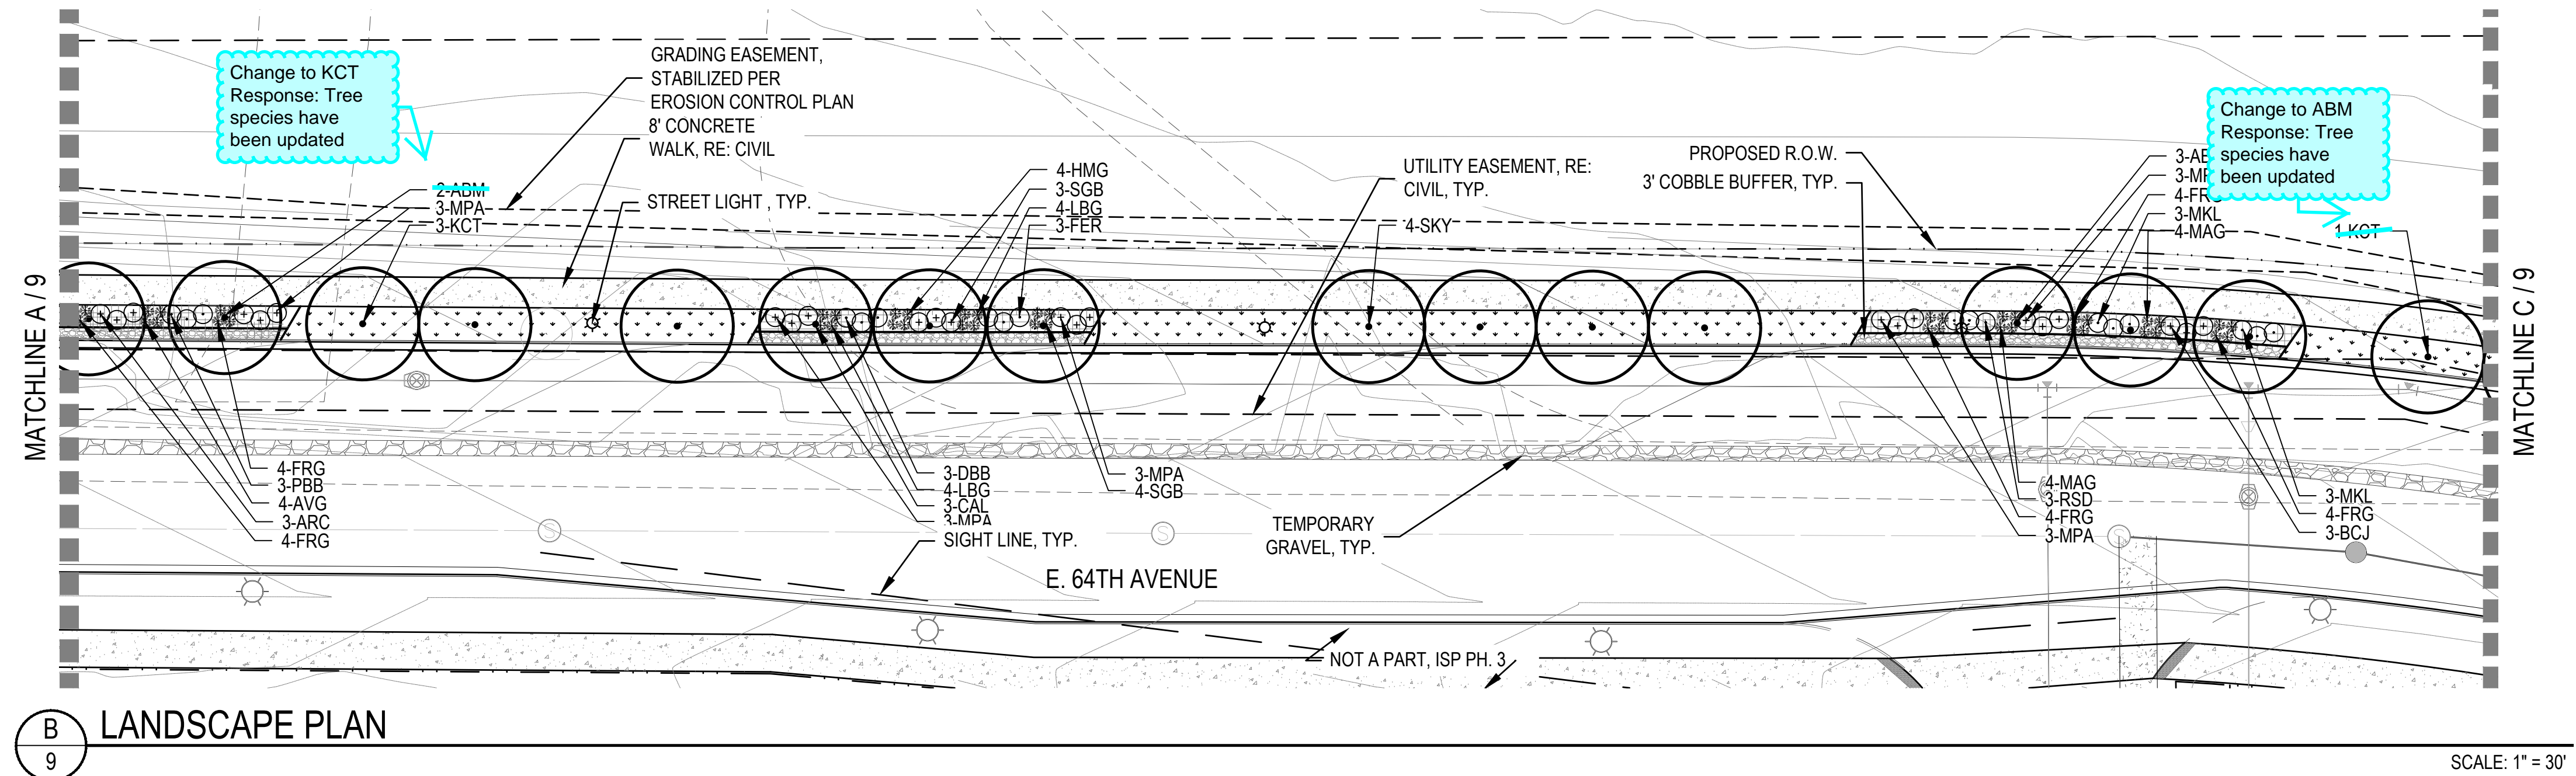 Change to KCT
Response: Tree
species have
been updated
GRADING EASEMENT,
STABILIZED PER
EROSION CONTROL PLAN
8' CONCRETE
WALK, RE: CIVIL
STREET LIGHT , TYP.
2-ABM
3-MPA
3-KCT
4-HMG
3-SGB
4-LBG
3-FER
UTILITY EASEMENT, RE:
CIVIL, TYP.
4-SKY
PROPOSED R.O.W.
3' COBBLE BUFFER, TYP.
Change to ABM
Response: Tree
species have
been updated
4-FRG
3-MKL
4-MAG
1-KCT
MATCHLINE A / 9
MATCHLINE C / 9
4-FRG
3-PBB
4-AVG
3-ARC
4-FRG
3-DBB
4-LBG
3-CAL
3-MPA
SIGHT LINE, TYP.
3-MPA
4-SGB
TEMPORARY
GRAVEL, TYP.
4-MAG
3-RSD
4-FRG
3-MPA
3-MKL
4-FRG
3-BCJ
S
S
S
E. 64TH AVENUE
NOT A PART, ISP PH. 3
B
9
LANDSCAPE PLAN
SCALE: 1" = 30'